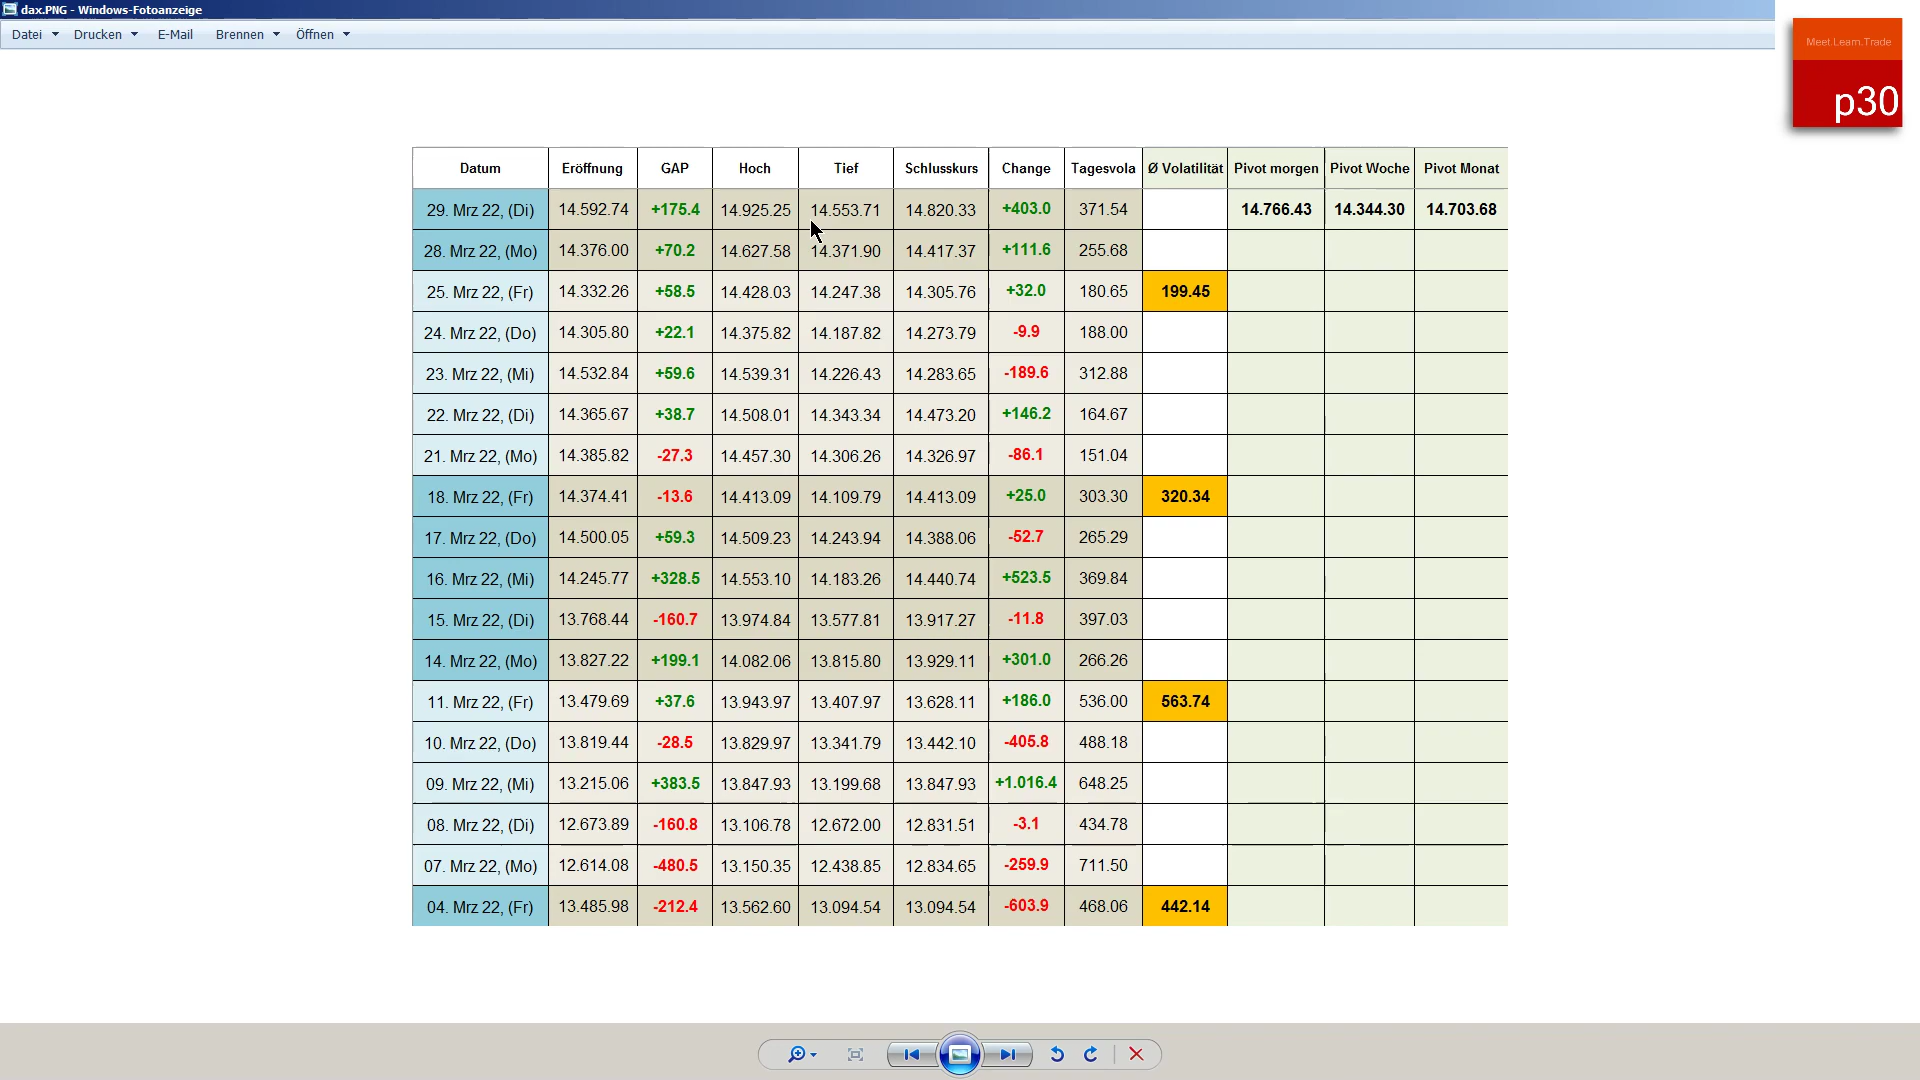 dax.PNG - Windows-Fotoanzeige
Datei Drucken E-Mail Brennen Öffnen
Meet.Learn.Trade
p30
Datum Eröffnung GAP Hoch Tief Schlusskurs Change Tagesvola Ø Volatilität Pivot morgen Pivot Woche Pivot Monat
29. Mrz 22, (Di) 14.592.74 +175.4 14.925.25 14.553.71 14.820.33 +403.0 371.54 14.766.43 14.344.30 14.703.68
28. Mrz 22, (Mo) 14.376.00 +70.2 14.627.58 14.371.90 14.417.37 +111.6 255.68
25. Mrz 22, (Fr) 14.332.26 +58.5 14.428.03 14.247.38 14.305.76 +32.0 180.65 199.45
24. Mrz 22, (Do) 14.305.80 +22.1 14.375.82 14.187.82 14.273.79 -9.9 188.00
23. Mrz 22, (Mi) 14.532.84 +59.6 14.539.31 14.226.43 14.283.65 -189.6 312.88
22. Mrz 22, (Di) 14.365.67 +38.7 14.508.01 14.343.34 14.473.20 +146.2 164.67
21. Mrz 22, (Mo) 14.385.82 -27.3 14.457.30 14.306.26 14.326.97 -86.1 151.04
18. Mrz 22, (Fr) 14.374.41 -13.6 14.413.09 14.109.79 14.413.09 +25.0 303.30 320.34
17. Mrz 22, (Do) 14.500.05 +59.3 14.509.23 14.243.94 14.388.06 -52.7 265.29
16. Mrz 22, (Mi) 14.245.77 +328.5 14.553.10 14.183.26 14.440.74 +523.5 369.84
15. Mrz 22, (Di) 13.768.44 -160.7 13.974.84 13.577.81 13.917.27 -11.8 397.03
14. Mrz 22, (Mo) 13.827.22 +199.1 14.082.06 13.815.80 13.929.11 +301.0 266.26
11. Mrz 22, (Fr) 13.479.69 +37.6 13.943.97 13.407.97 13.628.11 +186.0 536.00 563.74
10. Mrz 22, (Do) 13.819.44 -28.5 13.829.97 13.341.79 13.442.10 -405.8 488.18
09. Mrz 22, (Mi) 13.215.06 +383.5 13.847.93 13.199.68 13.847.93 +1.016.4 648.25
08. Mrz 22, (Di) 12.673.89 -160.8 13.106.78 12.672.00 12.831.51 -3.1 434.78
07. Mrz 22, (Mo) 12.614.08 -480.5 13.150.35 12.438.85 12.834.65 -259.9 711.50
04. Mrz 22, (Fr) 13.485.98 -212.4 13.562.60 13.094.54 13.094.54 -603.9 468.06 442.14